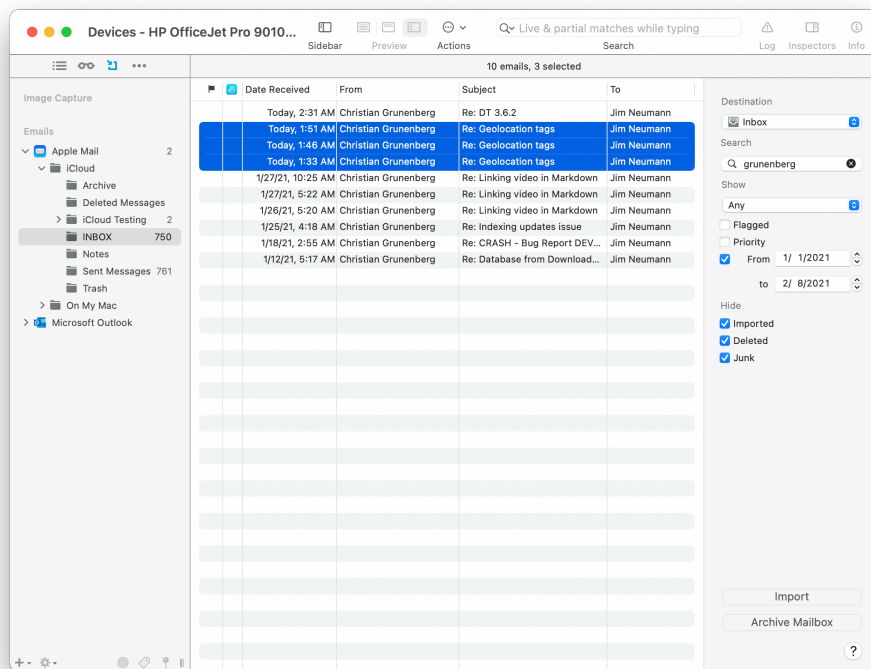 Devices - HP OfficeJet Pro 9010...
Live & partial matches while typing
Sidebar Preview Actions Search Log Inspectors Info
10 emails, 3 selected
Image Capture
Emails
Apple Mail 2
iCloud
Archive
Deleted Messages
iCloud Testing 2
INBOX 750
Notes
Sent Messages 761
Trash
On My Mac
Microsoft Outlook
Date Received From Subject To
Today, 2:31 AM Christian Grunenberg Re: DT 3.6.2 Jim Neumann
Today, 1:51 AM Christian Grunenberg Re: Geolocation tags Jim Neumann
Today, 1:46 AM Christian Grunenberg Re: Geolocation tags Jim Neumann
Today, 1:33 AM Christian Grunenberg Re: Geolocation tags Jim Neumann
1/27/21, 10:25 AM Christian Grunenberg Re: Linking video in Markdown Jim Neumann
1/27/21, 5:22 AM Christian Grunenberg Re: Linking video in Markdown Jim Neumann
1/26/21, 5:20 AM Christian Grunenberg Re: Linking video in Markdown Jim Neumann
1/25/21, 4:18 AM Christian Grunenberg Re: Indexing updates issue Jim Neumann
1/18/21, 2:55 AM Christian Grunenberg Re: CRASH - Bug Report DEV... Jim Neumann
1/12/21, 5:17 AM Christian Grunenberg Re: Database from Download... Jim Neumann
Destination
Inbox
Search
grunenberg
Show
Any
Flagged
Priority
From 1/ 1/2021
to 2/ 8/2021
Hide
Imported
Deleted
Junk
Import
Archive Mailbox
?